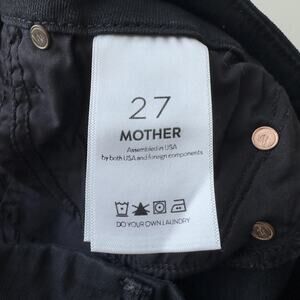 27
MOTHER
Assembled in USA
by both USA and foreign components
DO YOUR OWN LAUNDRY